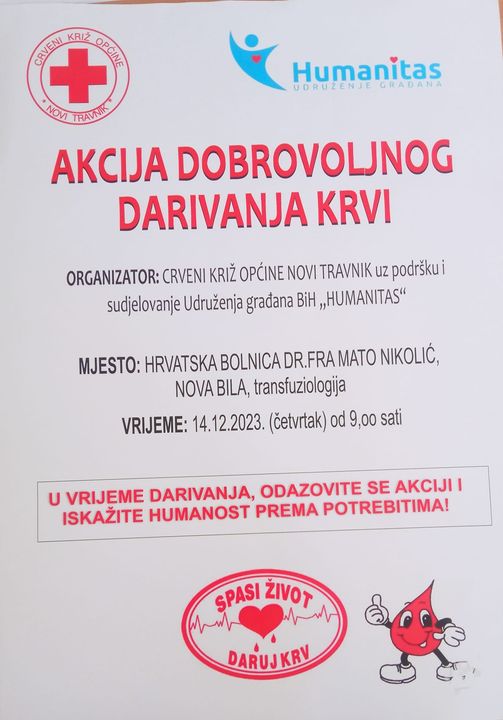 CRVENI KRIŽ OPĆINE
NOVI TRAVNIK
Humanitas
UDRUŽENJE GRAĐANA
AKCIJA DOBROVOLJNOG
DARIVANJA KRVI
ORGANIZATOR: CRVENI KRIŽ OPĆINE NOVI TRAVNIK uz podršku i
sudjelovanje Udruženja građana BiH „HUMANITAS“
MJESTO: HRVATSKA BOLNICA DR.FRA MATO NIKOLIĆ,
NOVA BILA, transfuziologija
VRIJEME: 14.12.2023. (četvrtak) od 9,oo sati
U VRIJEME DARIVANJA, ODAZOVITE SE AKCIJI I
ISKAŽITE HUMANOST PREMA POTREBITIMA!
SPASI ŽIVOT
DARUJ KRV